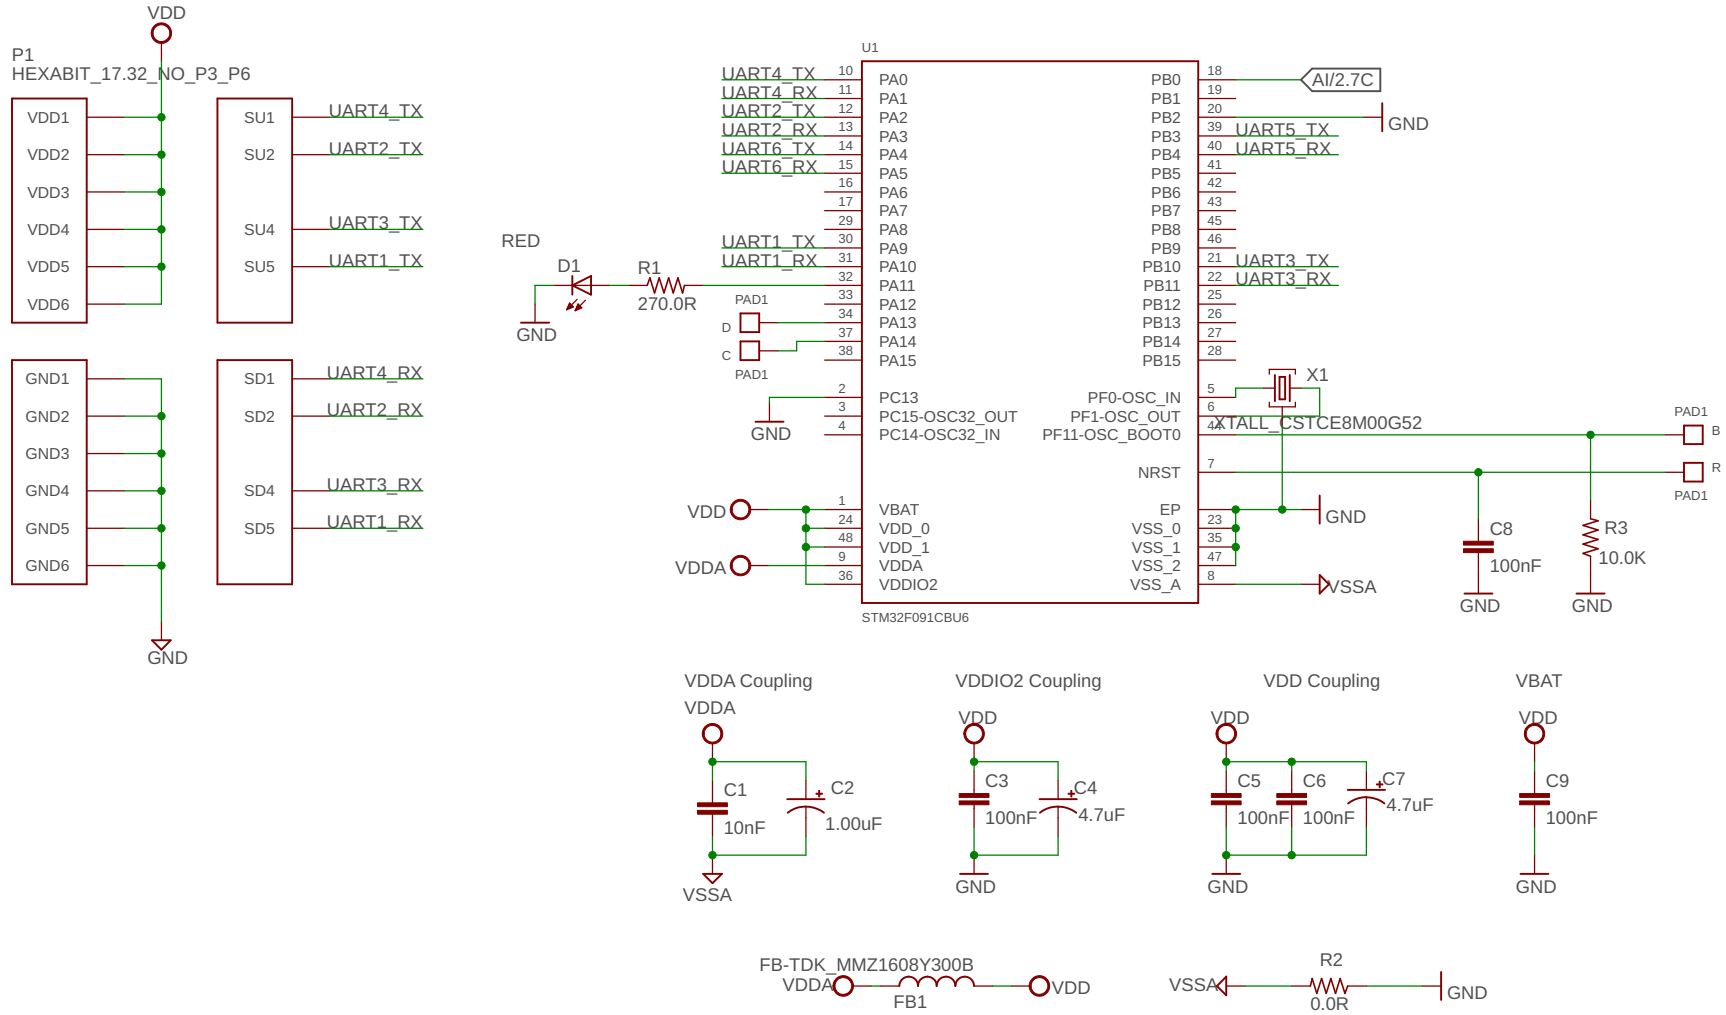 VDD
P1
HEXABIT_17.32_NO_P3_P6
VDD1
VDD2
VDD3
VDD4
VDD5
VDD6
SU1
SU2
SU4
SU5
UART4_TX
UART2_TX
UART3_TX
UART1_TX
GND1
GND2
GND3
GND4
GND5
GND6
SD1
SD2
SD4
SD5
UART4_RX
UART2_RX
UART3_RX
UART1_RX
GND
RED
D1
GND
R1
270.0R
PAD1
D
C
PAD1
U1
UART4_TX 10 PA0
UART4_RX 11 PA1
UART2_TX 12 PA2
UART2_RX 13 PA3
UART6_TX 14 PA4
UART6_RX 15 PA5
16 PA6
17 PA7
29 PA8
UART1_TX 30 PA9
UART1_RX 31 PA10
32 PA11
33 PA12
34 PA13
37 PA14
38 PA15
2 PC13
GND
3 PC15-OSC32_OUT
4 PC14-OSC32_IN
VDD 1 VBAT
24 VDD_0
48 VDD_1
VDDA 9 VDDA
36 VDDIO2
STM32F091CBU6
PB0 18 AI/2.7C
PB1 19
PB2 20 GND
PB3 39 UART5_TX
PB4 40 UART5_RX
PB5 41
PB6 42
PB7 43
PB8 45
PB9 46
PB10 21 UART3_TX
PB11 22 UART3_RX
PB12 25
PB13 26
PB14 27
PB15 28
PF0-OSC_IN 5
X1
PF1-OSC_OUT 6
XTALL_CSTCE8M00G52
PF11-OSC_BOOT0 44
NRST 7
EP GND
VSS_0 23
VSS_1 35
VSS_2 47
VSS_A 8 VSSA
PAD1
B
R
PAD1
C8
100nF
GND
R3
10.0K
GND
VDDA Coupling
VDDA
C1
10nF
C2
1.00uF
VSSA
VDDIO2 Coupling
VDD
C3
100nF
C4
4.7uF
GND
VDD Coupling
VDD
C5
100nF
C6
100nF
C7
4.7uF
GND
VBAT
VDD
C9
100nF
GND
FB-TDK_MMZ1608Y300B
VDDA
FB1
VDD
VSSA
R2
0.0R
GND